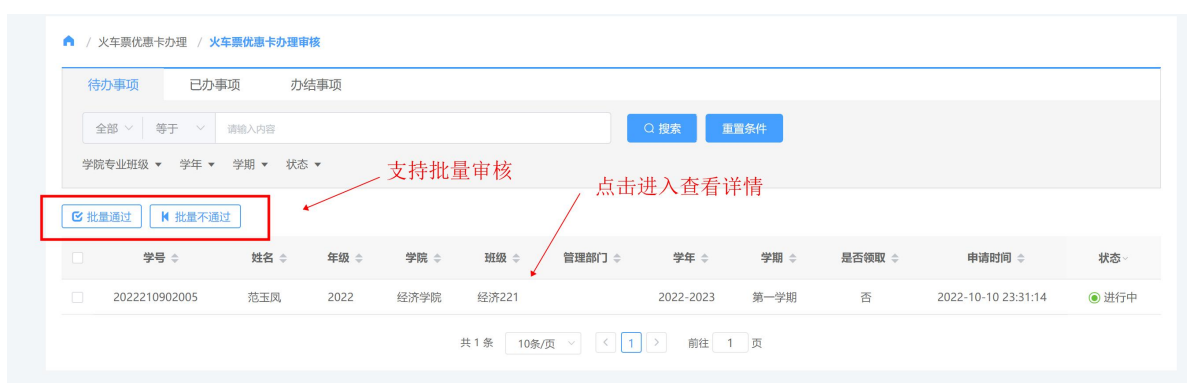 / 火车票优惠卡办理 / 火车票优惠卡办理审核
待办事项 已办事项 办结事项
全部 等于 请输入内容 搜索 重置条件
学院专业班级 学年 学期 状态
支持批量审核
点击进入查看详情
批量通过 批量不通过
学号 姓名 年级 学院 班级 管理部门 学年 学期 是否领取 申请时间 状态
2022210902005 范玉凤 2022 经济学院 经济221 2022-2023 第一学期 否 2022-10-10 23:31:14 进行中
共 1 条 10条/页 1 前往 1 页